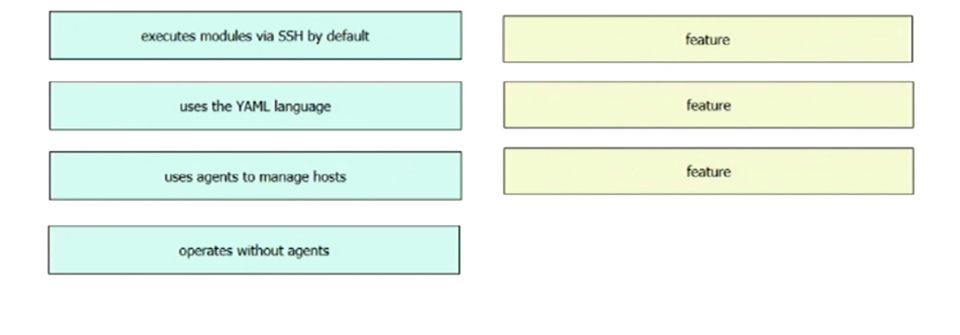 executes modules via SSH by default
feature
uses the YAML language
feature
uses agents to manage hosts
feature
operates without agents